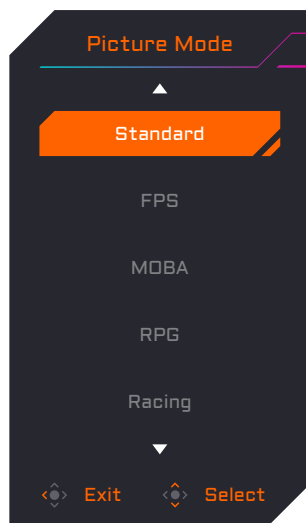 Picture Mode
Standard
FPS
MOBA
RPG
Racing
Exit Select